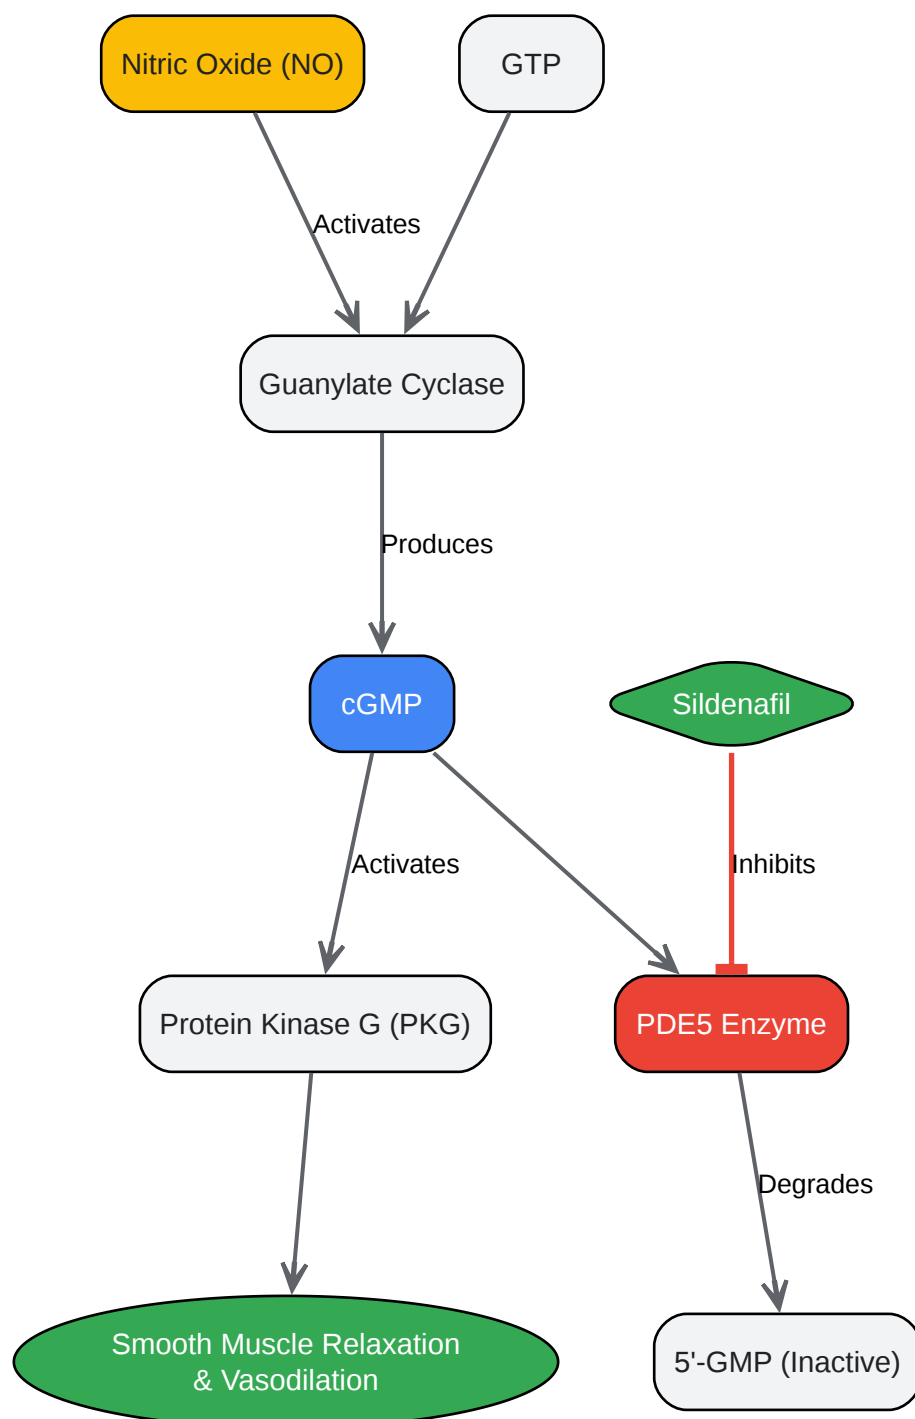 Nitric Oxide (NO)
GTP
Activates
Guanylate Cyclase
Produces
cGMP
Sildenafil
Activates
Inhibits
Protein Kinase G (PKG)
PDE5 Enzyme
Degrades
Smooth Muscle Relaxation
& Vasodilation
5'-GMP (Inactive)